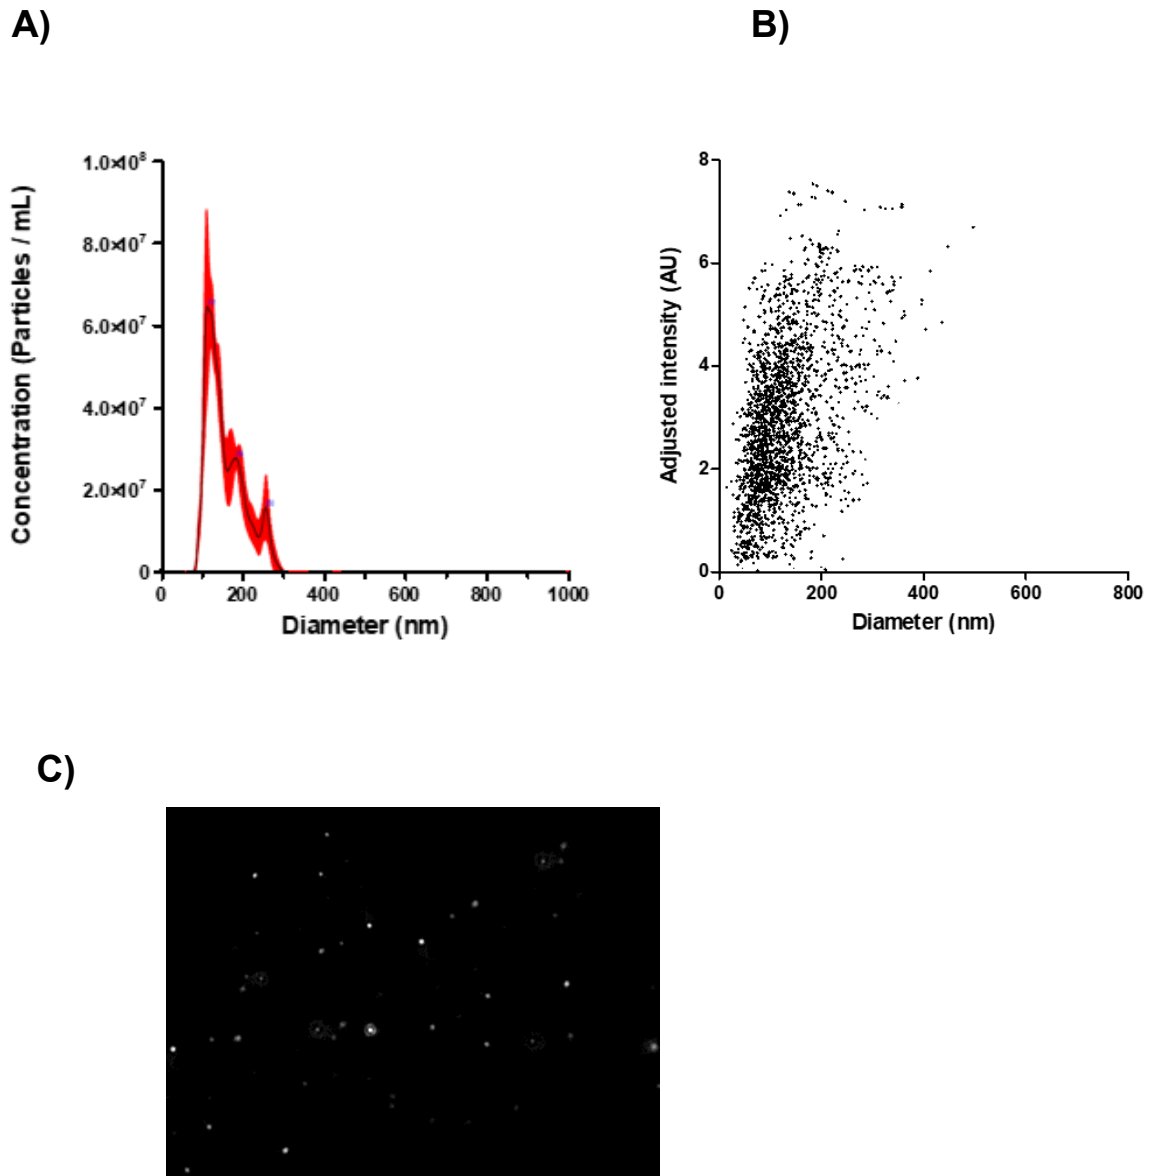 A)
B)
Concentration (Particles / mL)
1.0×10⁸
8.0×10⁷
6.0×10⁷
4.0×10⁷
2.0×10⁷
0
0 200 400 600 800 1000
Diameter (nm)
Adjusted intensity (AU)
8
6
4
2
0
0 200 400 600 800
Diameter (nm)
C)